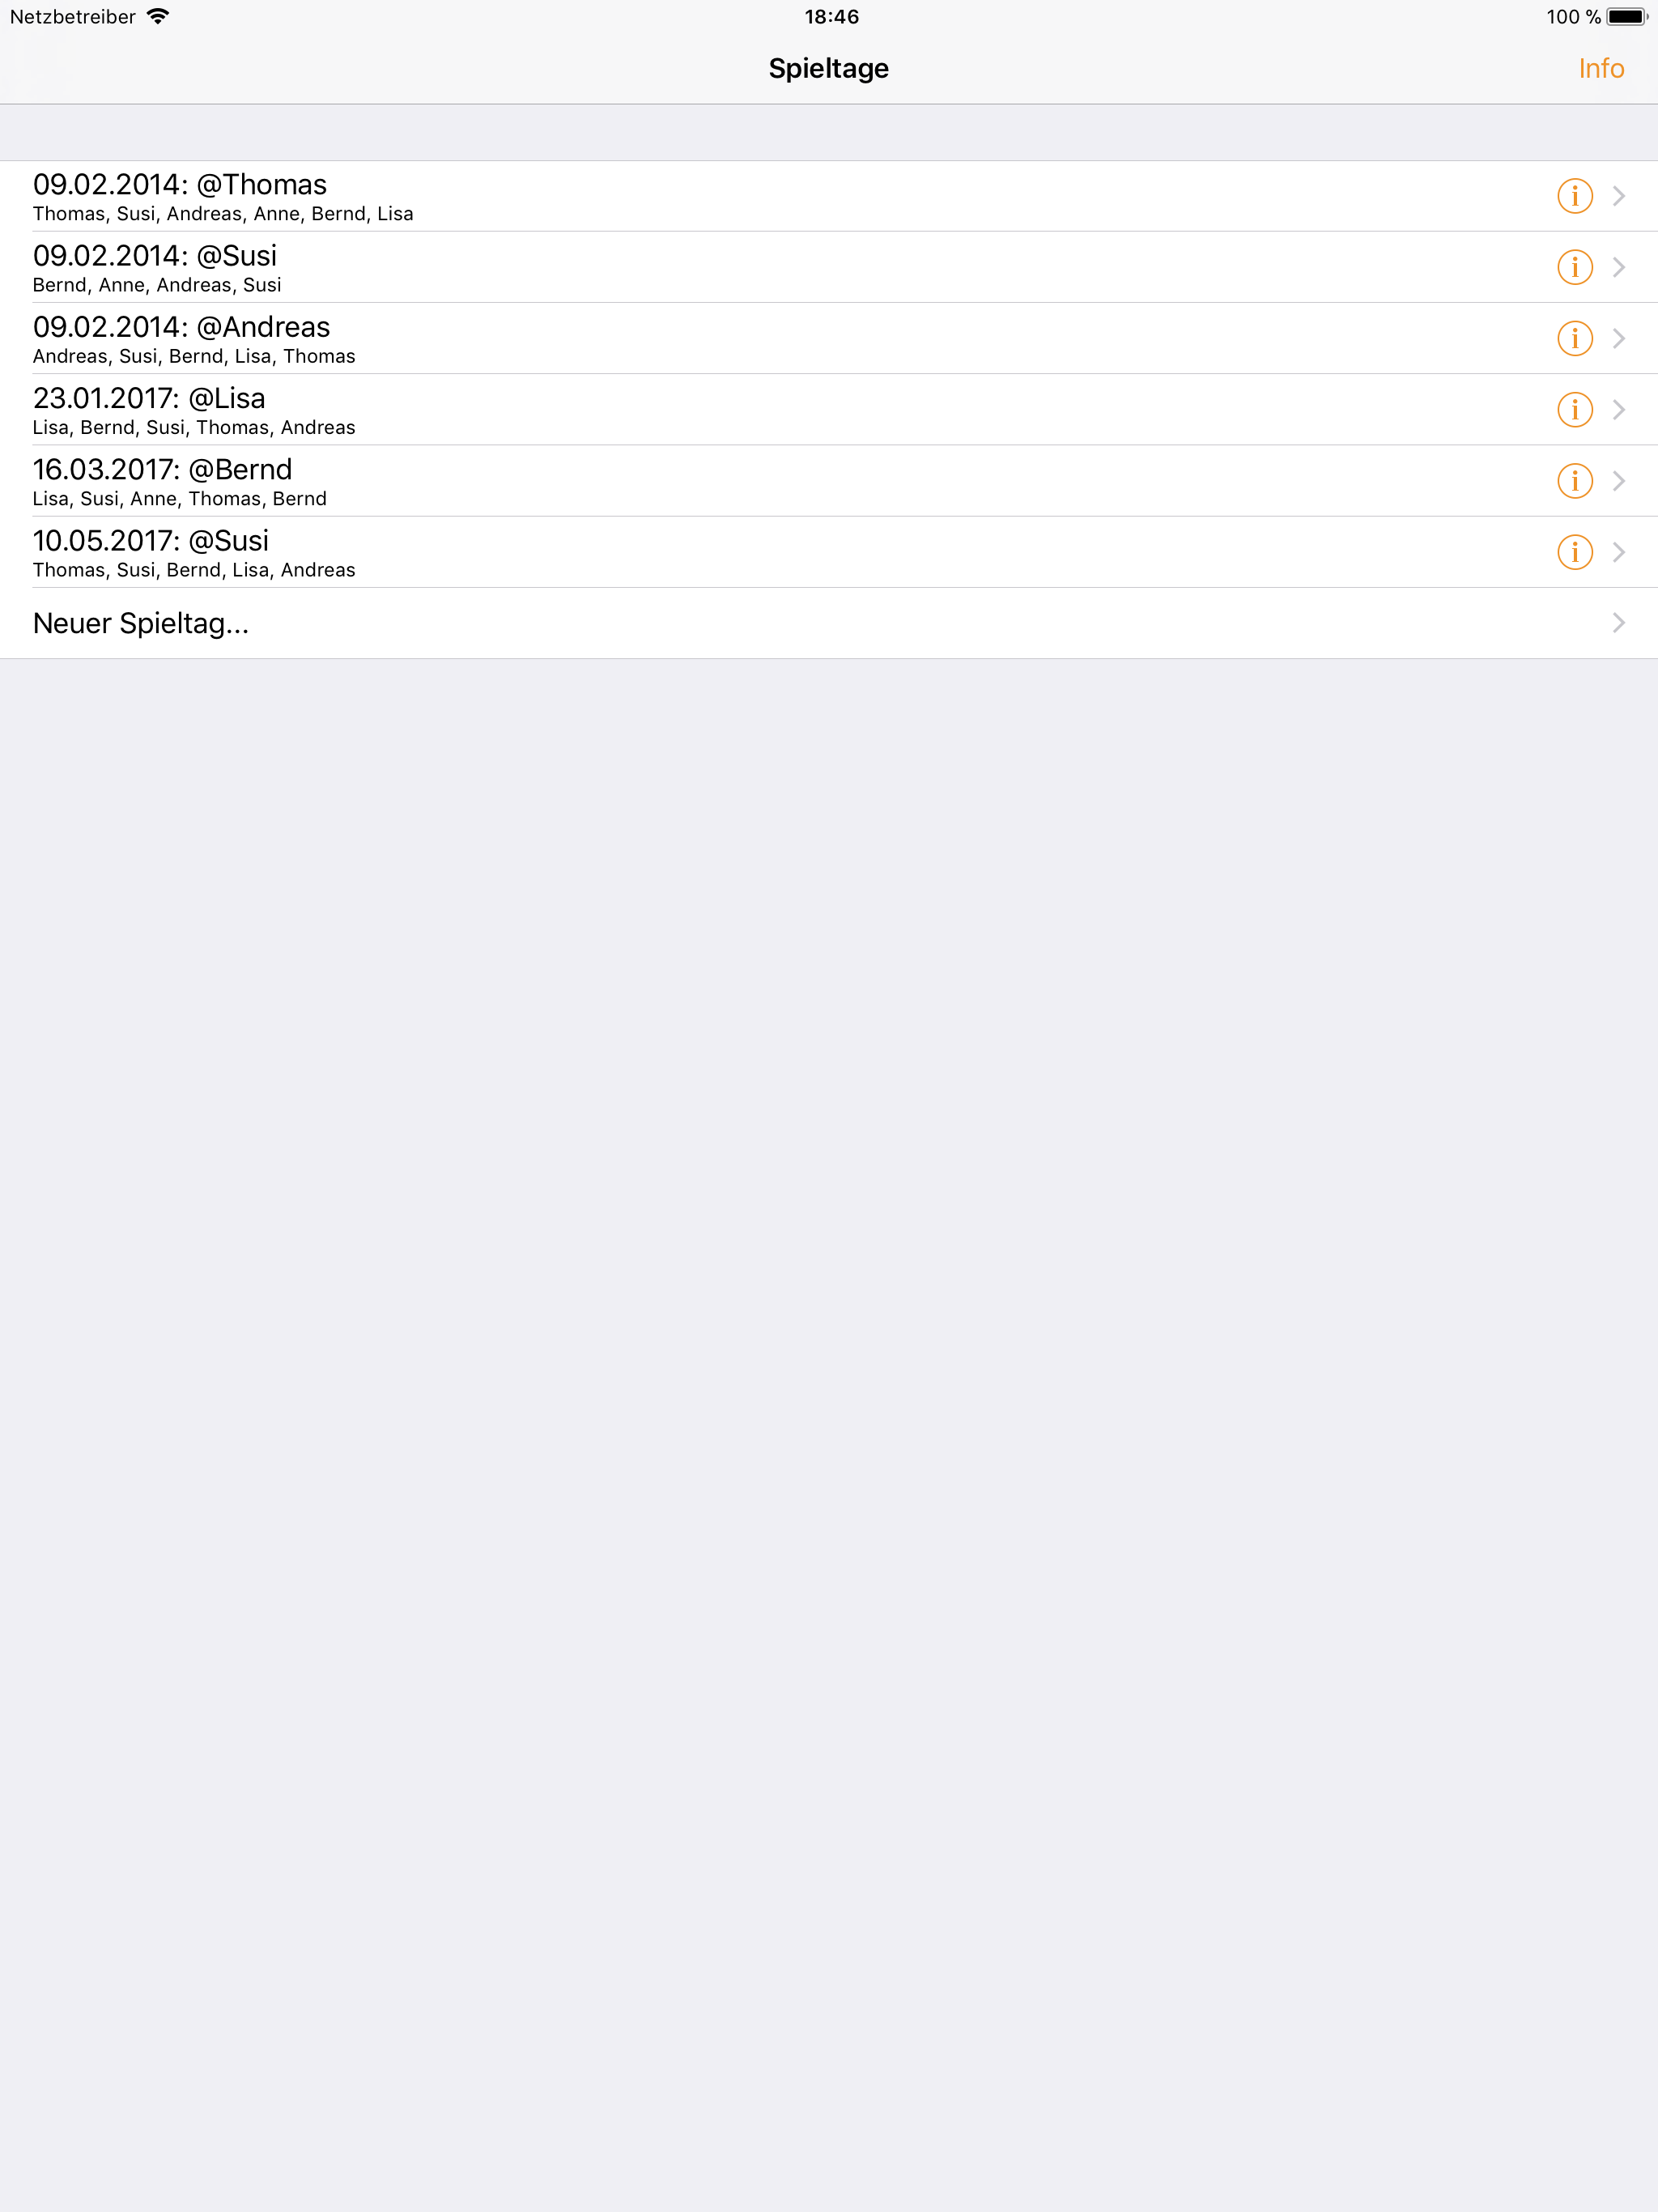 Netzbetreiber 18:46 100 %
Spieltage Info
09.02.2014: @Thomas
Thomas, Susi, Andreas, Anne, Bernd, Lisa
09.02.2014: @Susi
Bernd, Anne, Andreas, Susi
09.02.2014: @Andreas
Andreas, Susi, Bernd, Lisa, Thomas
23.01.2017: @Lisa
Lisa, Bernd, Susi, Thomas, Andreas
16.03.2017: @Bernd
Lisa, Susi, Anne, Thomas, Bernd
10.05.2017: @Susi
Thomas, Susi, Bernd, Lisa, Andreas
Neuer Spieltag...